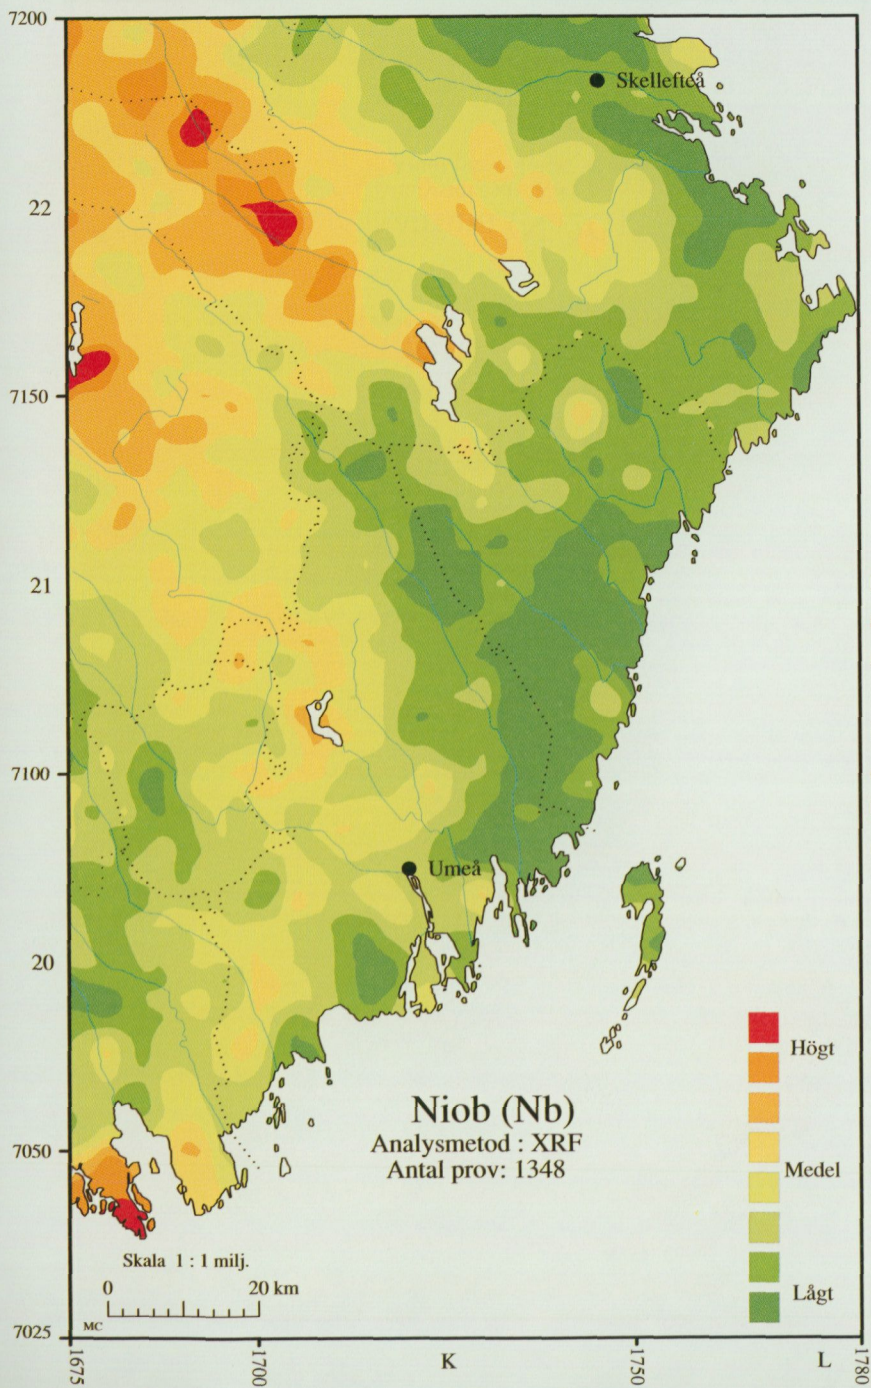 7200
Skellefteå
22
7150
21
7100
Umeå
20
Högt
Niob (Nb)
Analysmetod : XRF
Antal prov: 1348
Medel
7050
Skala 1 : 1 milj.
0 20 km
Lågt
MC
7025
1675 1700 K 1750 L 1780